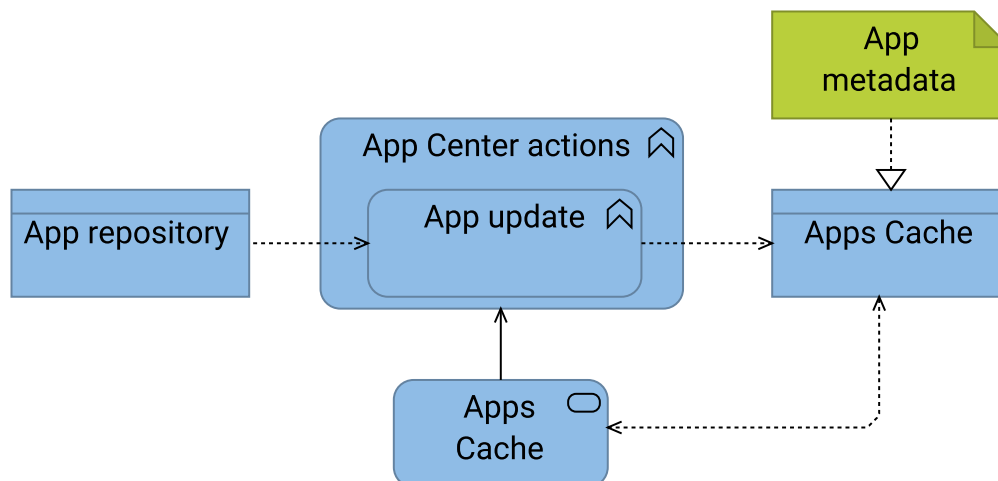 App
metadata
App Center actions
App update
App repository
Apps Cache
Apps
Cache